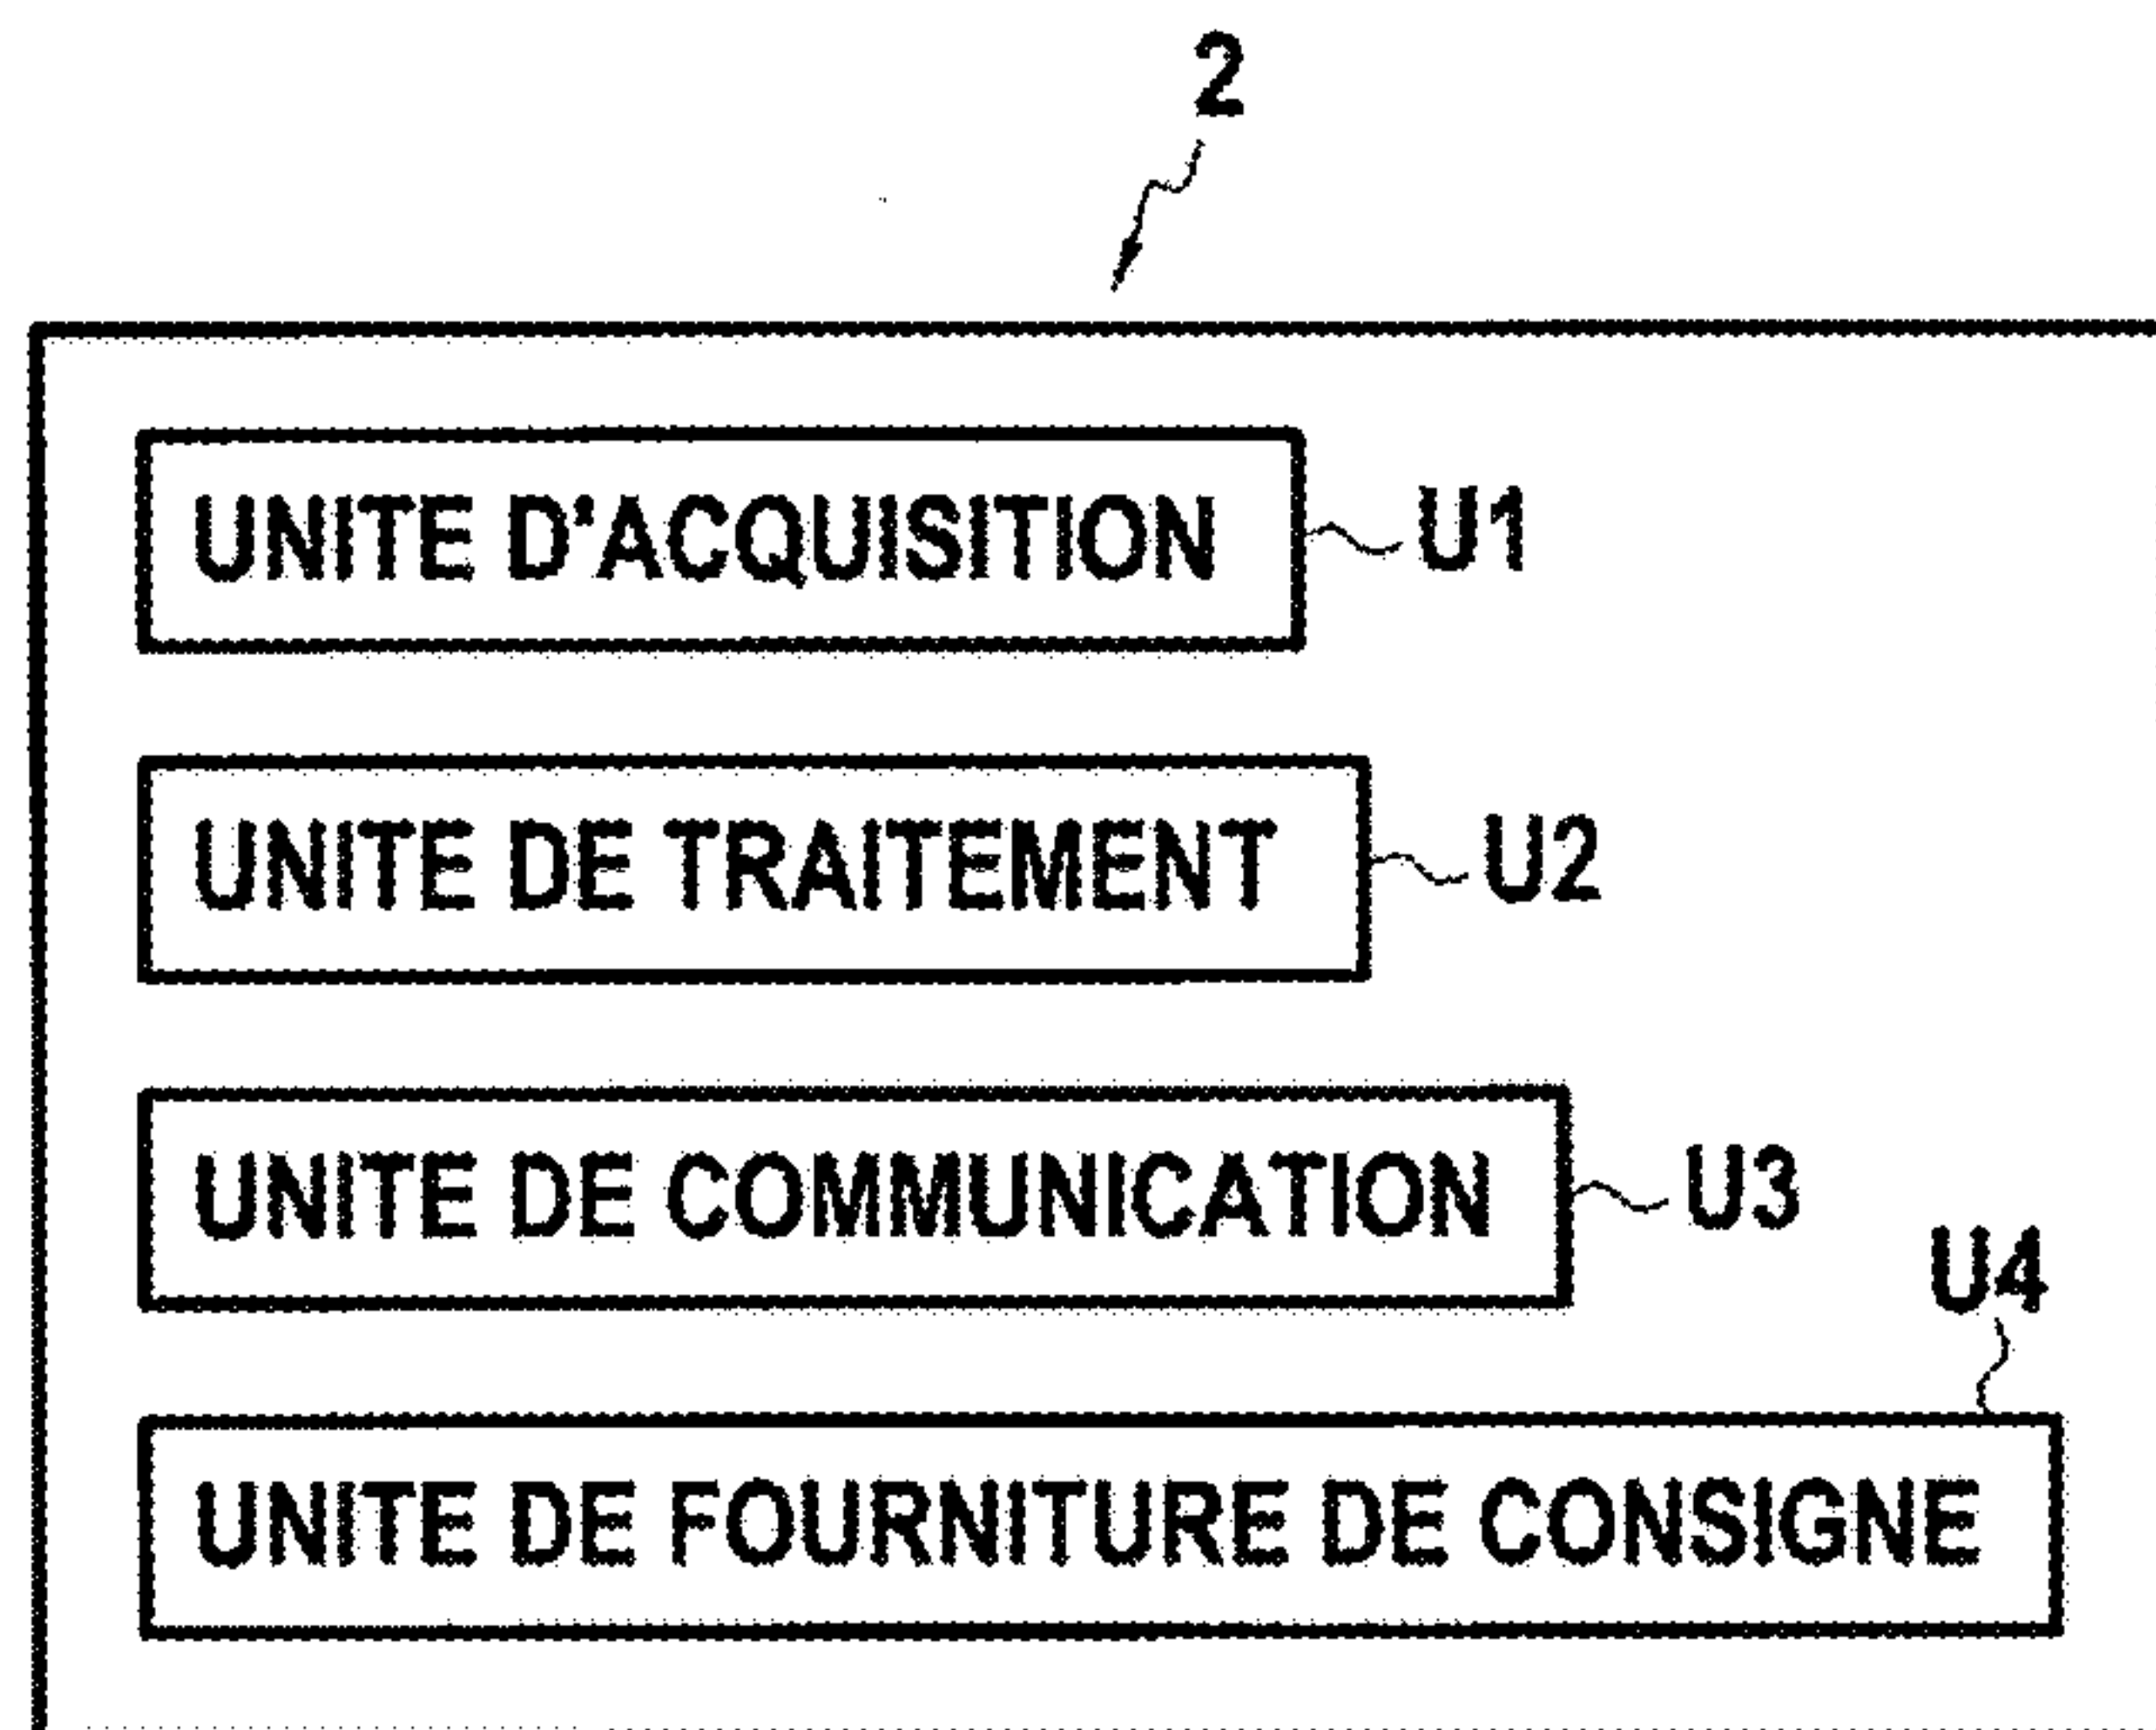 2
UNITE D'ACQUISITION U1
UNITE DE TRAITEMENT U2
UNITE DE COMMUNICATION U3
U4
UNITE DE FOURNITURE DE CONSIGNE